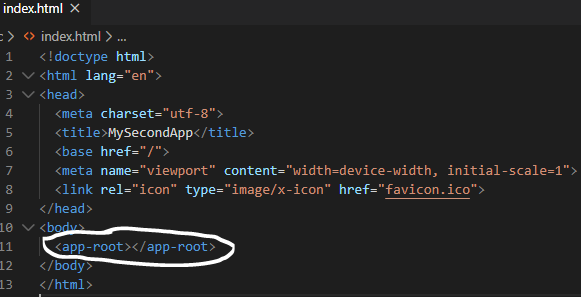 index.html ×
c > <> index.html > ...
1 <!doctype html>
2 <html lang="en">
3 <head>
4 <meta charset="utf-8">
5 <title>MySecondApp</title>
6 <base href="/">
7 <meta name="viewport" content="width=device-width, initial-scale=1">
8 <link rel="icon" type="image/x-icon" href="favicon.ico">
9 </head>
10 <body>
11 <app-root></app-root>
12 </body>
13 </html>